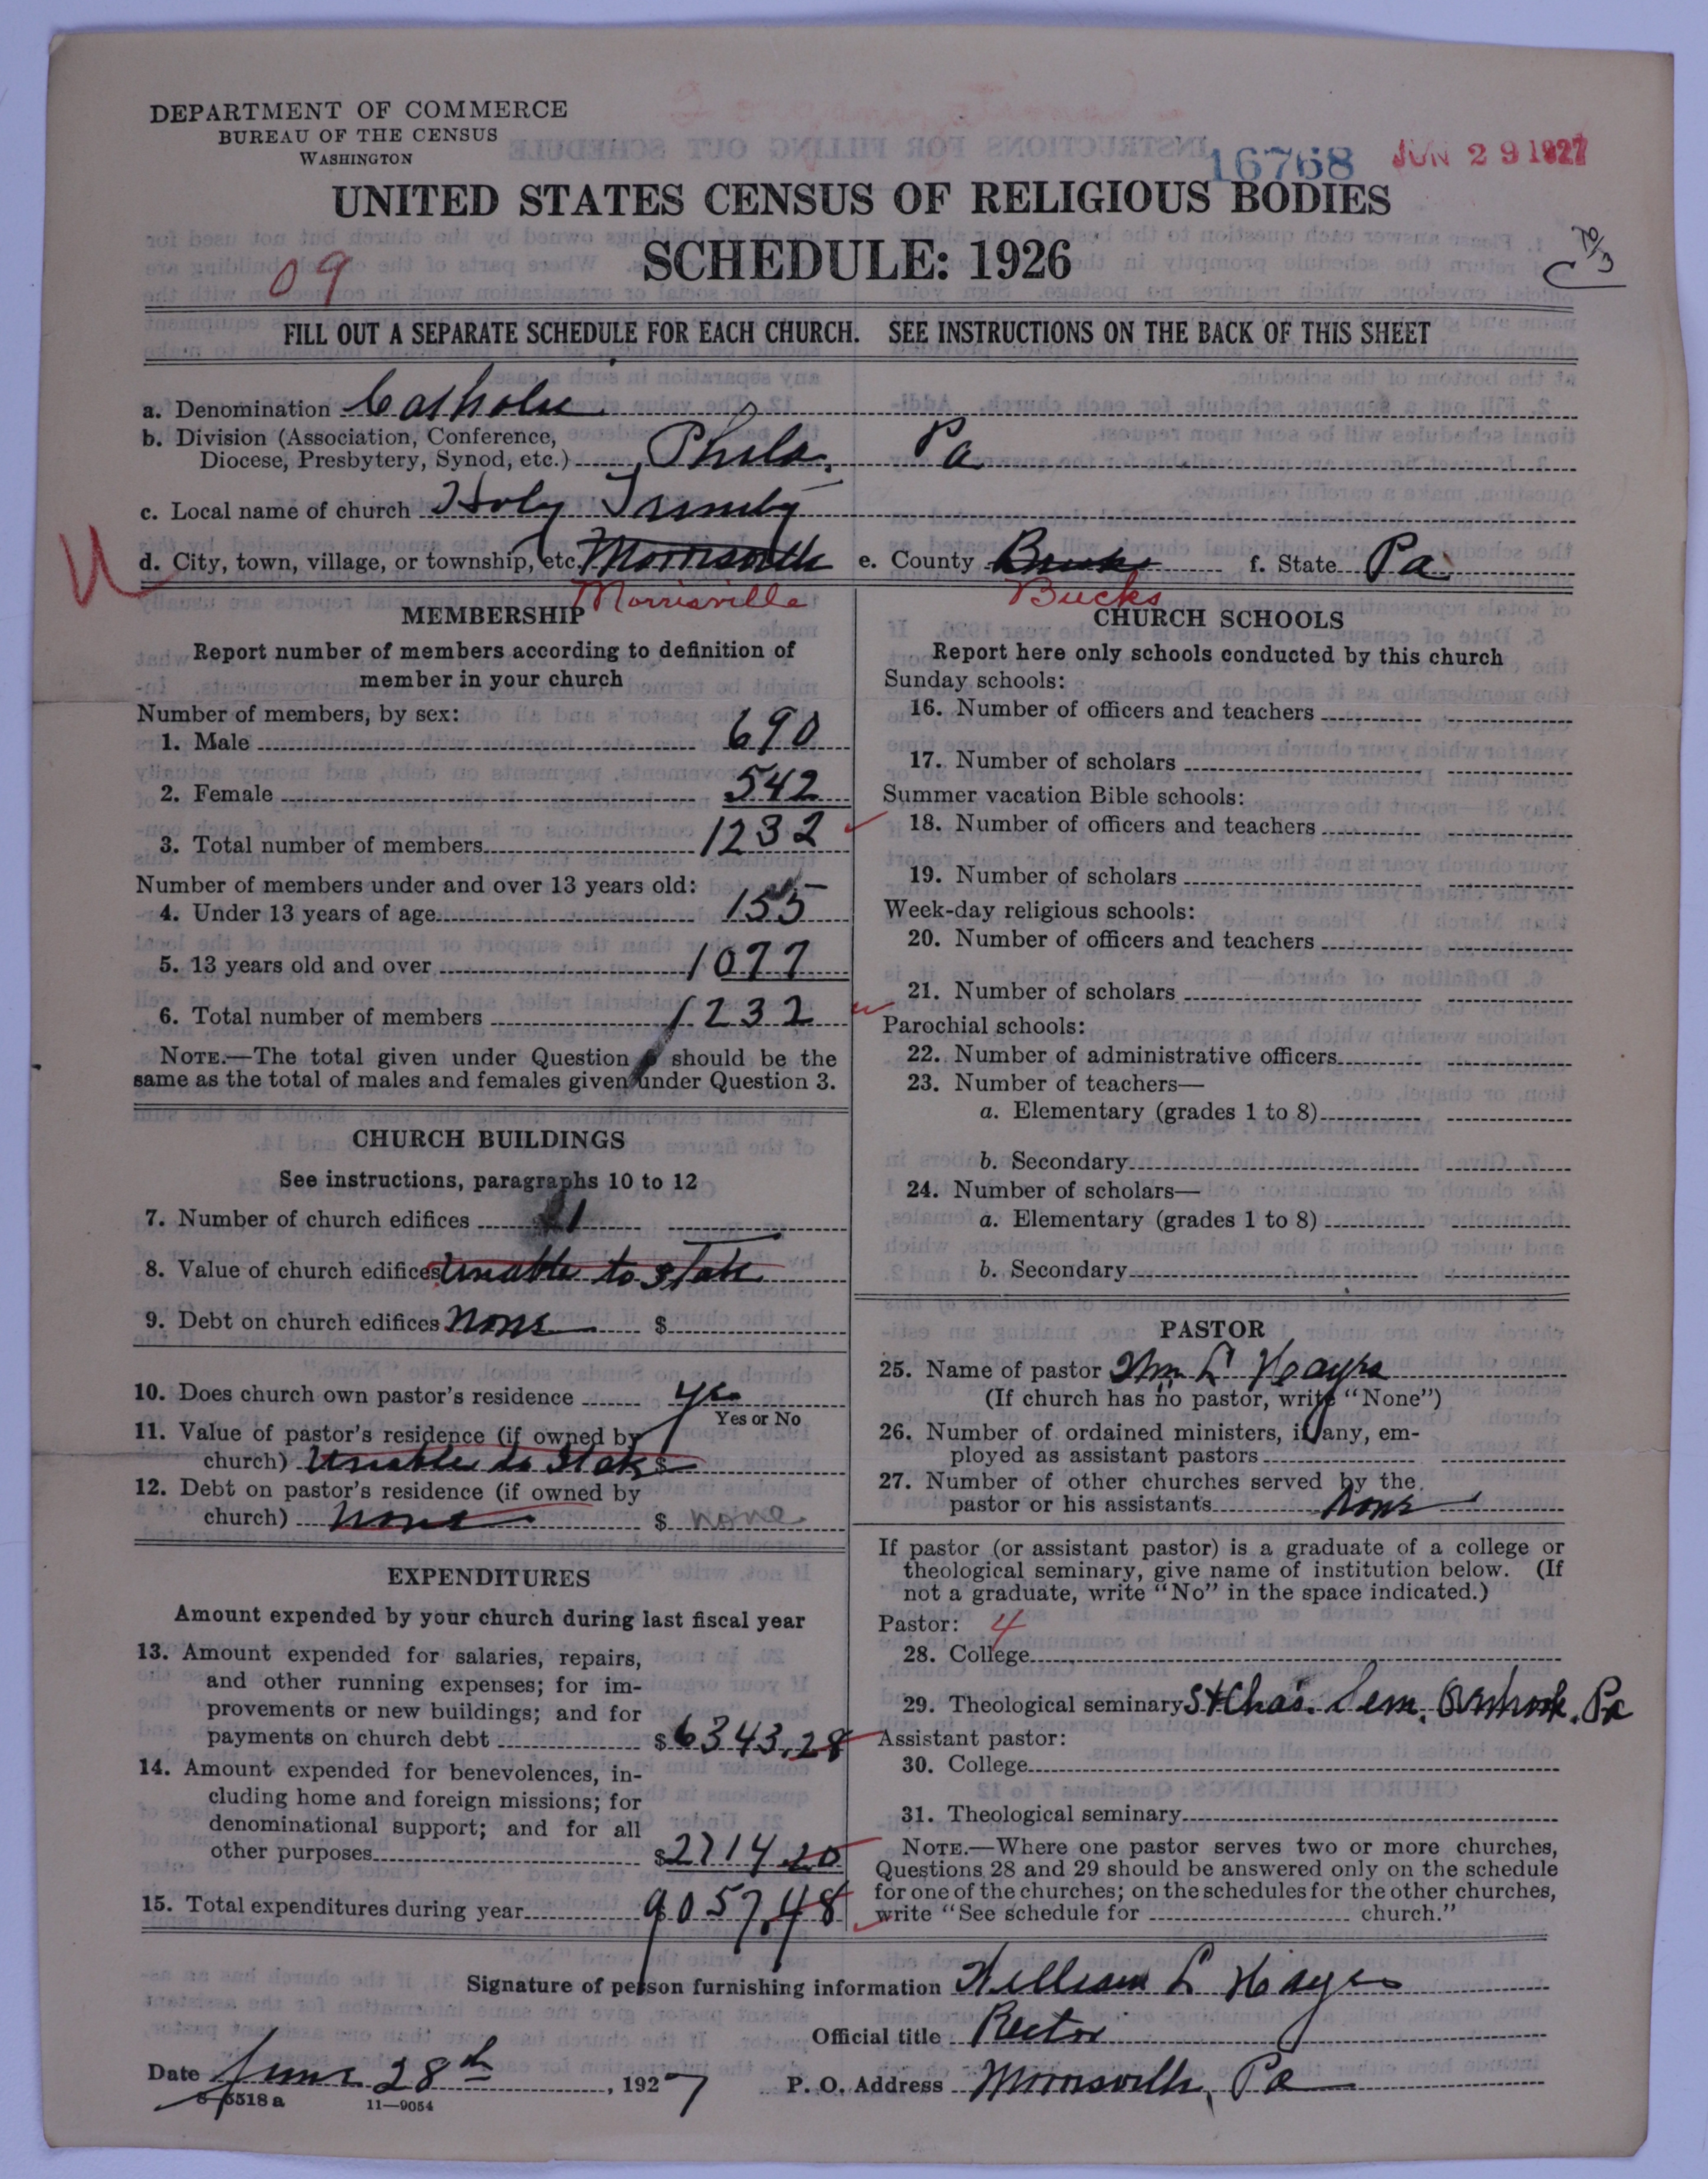 DEPARTMENT OF COMMERCE
BUREAU OF THE CENSUS
WASHINGTON
16768 JUN 29 1927
UNITED STATES CENSUS OF RELIGIOUS BODIES
SCHEDULE: 1926
09
FILL OUT A SEPARATE SCHEDULE FOR EACH CHURCH. SEE INSTRUCTIONS ON THE BACK OF THIS SHEET
a. Denomination Catholic
b. Division (Association, Conference,
Diocese, Presbytery, Synod, etc.) Phila, Pa
c. Local name of church Holy Trinity
d. City, town, village, or township, etc. Morrisville e. County Bucks f. State Pa
Morrisville Bucks
MEMBERSHIP
Report number of members according to definition of
member in your church
Number of members, by sex:
1. Male 690
2. Female 542
3. Total number of members 1232
Number of members under and over 13 years old:
4. Under 13 years of age 155
5. 13 years old and over 1077
6. Total number of members 1232
NOTE.—The total given under Question 6 should be the
same as the total of males and females given under Question 3.
CHURCH BUILDINGS
See instructions, paragraphs 10 to 12
7. Number of church edifices 1
8. Value of church edifices Unable to State
9. Debt on church edifices None $
10. Does church own pastor's residence yes
Yes or No
11. Value of pastor's residence (if owned by
church) Unable to State $
12. Debt on pastor's residence (if owned by
church) None $ none
EXPENDITURES
Amount expended by your church during last fiscal year
13. Amount expended for salaries, repairs,
and other running expenses; for im-
provements or new buildings; and for
payments on church debt $ 6343.28
14. Amount expended for benevolences, in-
cluding home and foreign missions; for
denominational support; and for all
other purposes $ 2714.20
15. Total expenditures during year $ 9057.48
CHURCH SCHOOLS
Report here only schools conducted by this church
Sunday schools:
16. Number of officers and teachers
17. Number of scholars
Summer vacation Bible schools:
18. Number of officers and teachers
19. Number of scholars
Week-day religious schools:
20. Number of officers and teachers
21. Number of scholars
Parochial schools:
22. Number of administrative officers
23. Number of teachers—
a. Elementary (grades 1 to 8)
b. Secondary
24. Number of scholars—
a. Elementary (grades 1 to 8)
b. Secondary
PASTOR
25. Name of pastor Wm L Hayes
(If church has no pastor, write "None")
26. Number of ordained ministers, if any, em-
ployed as assistant pastors
27. Number of other churches served by the
pastor or his assistants None
If pastor (or assistant pastor) is a graduate of a college or
theological seminary, give name of institution below. (If
not a graduate, write "No" in the space indicated.)
Pastor: 4
28. College
29. Theological seminary St Chas. Sem. Overbrook. Pa
Assistant pastor:
30. College
31. Theological seminary
NOTE.—Where one pastor serves two or more churches,
Questions 28 and 29 should be answered only on the schedule
for one of the churches; on the schedules for the other churches,
write "See schedule for church."
Signature of person furnishing information William L Hayes
Official title Rector
Date June 28th, 1927 P. O. Address Morrisville, Pa
8-5518 a 11—9054